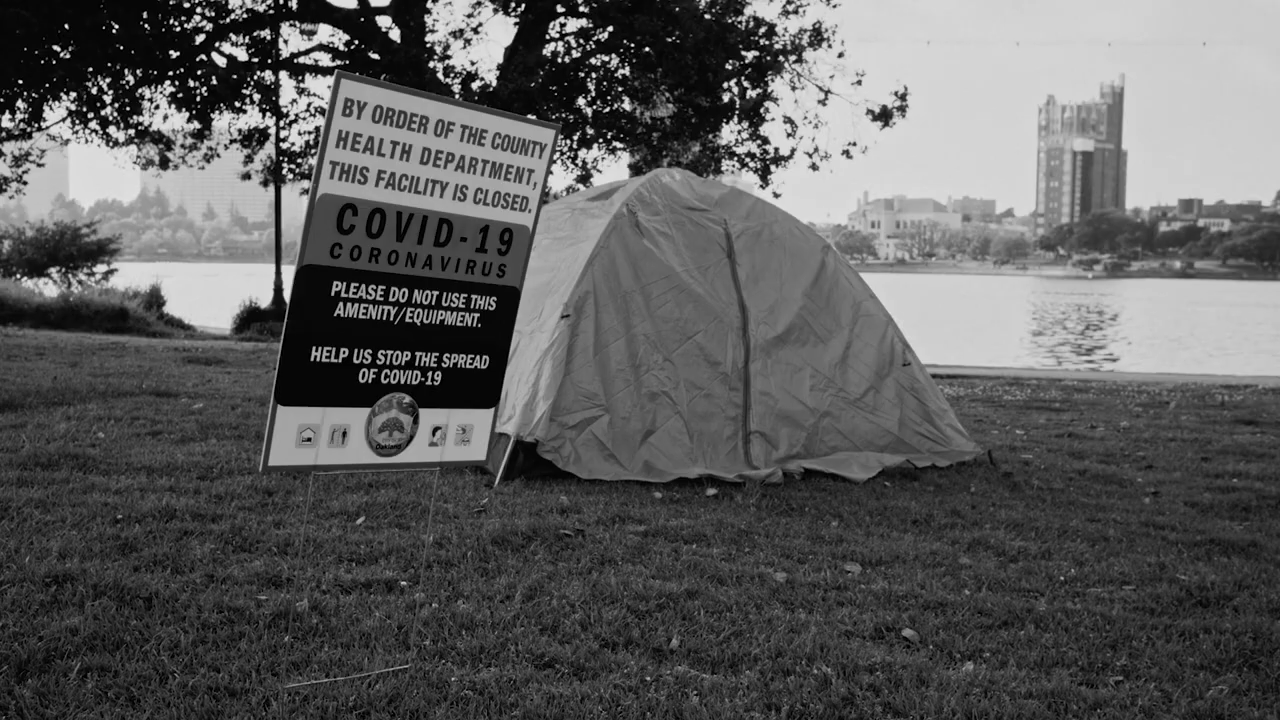 BY ORDER OF THE COUNTY
HEALTH DEPARTMENT,
THIS FACILITY IS CLOSED.
COVID-19
CORONAVIRUS
PLEASE DO NOT USE THIS
AMENITY/EQUIPMENT.
HELP US STOP THE SPREAD
OF COVID-19
Oakland